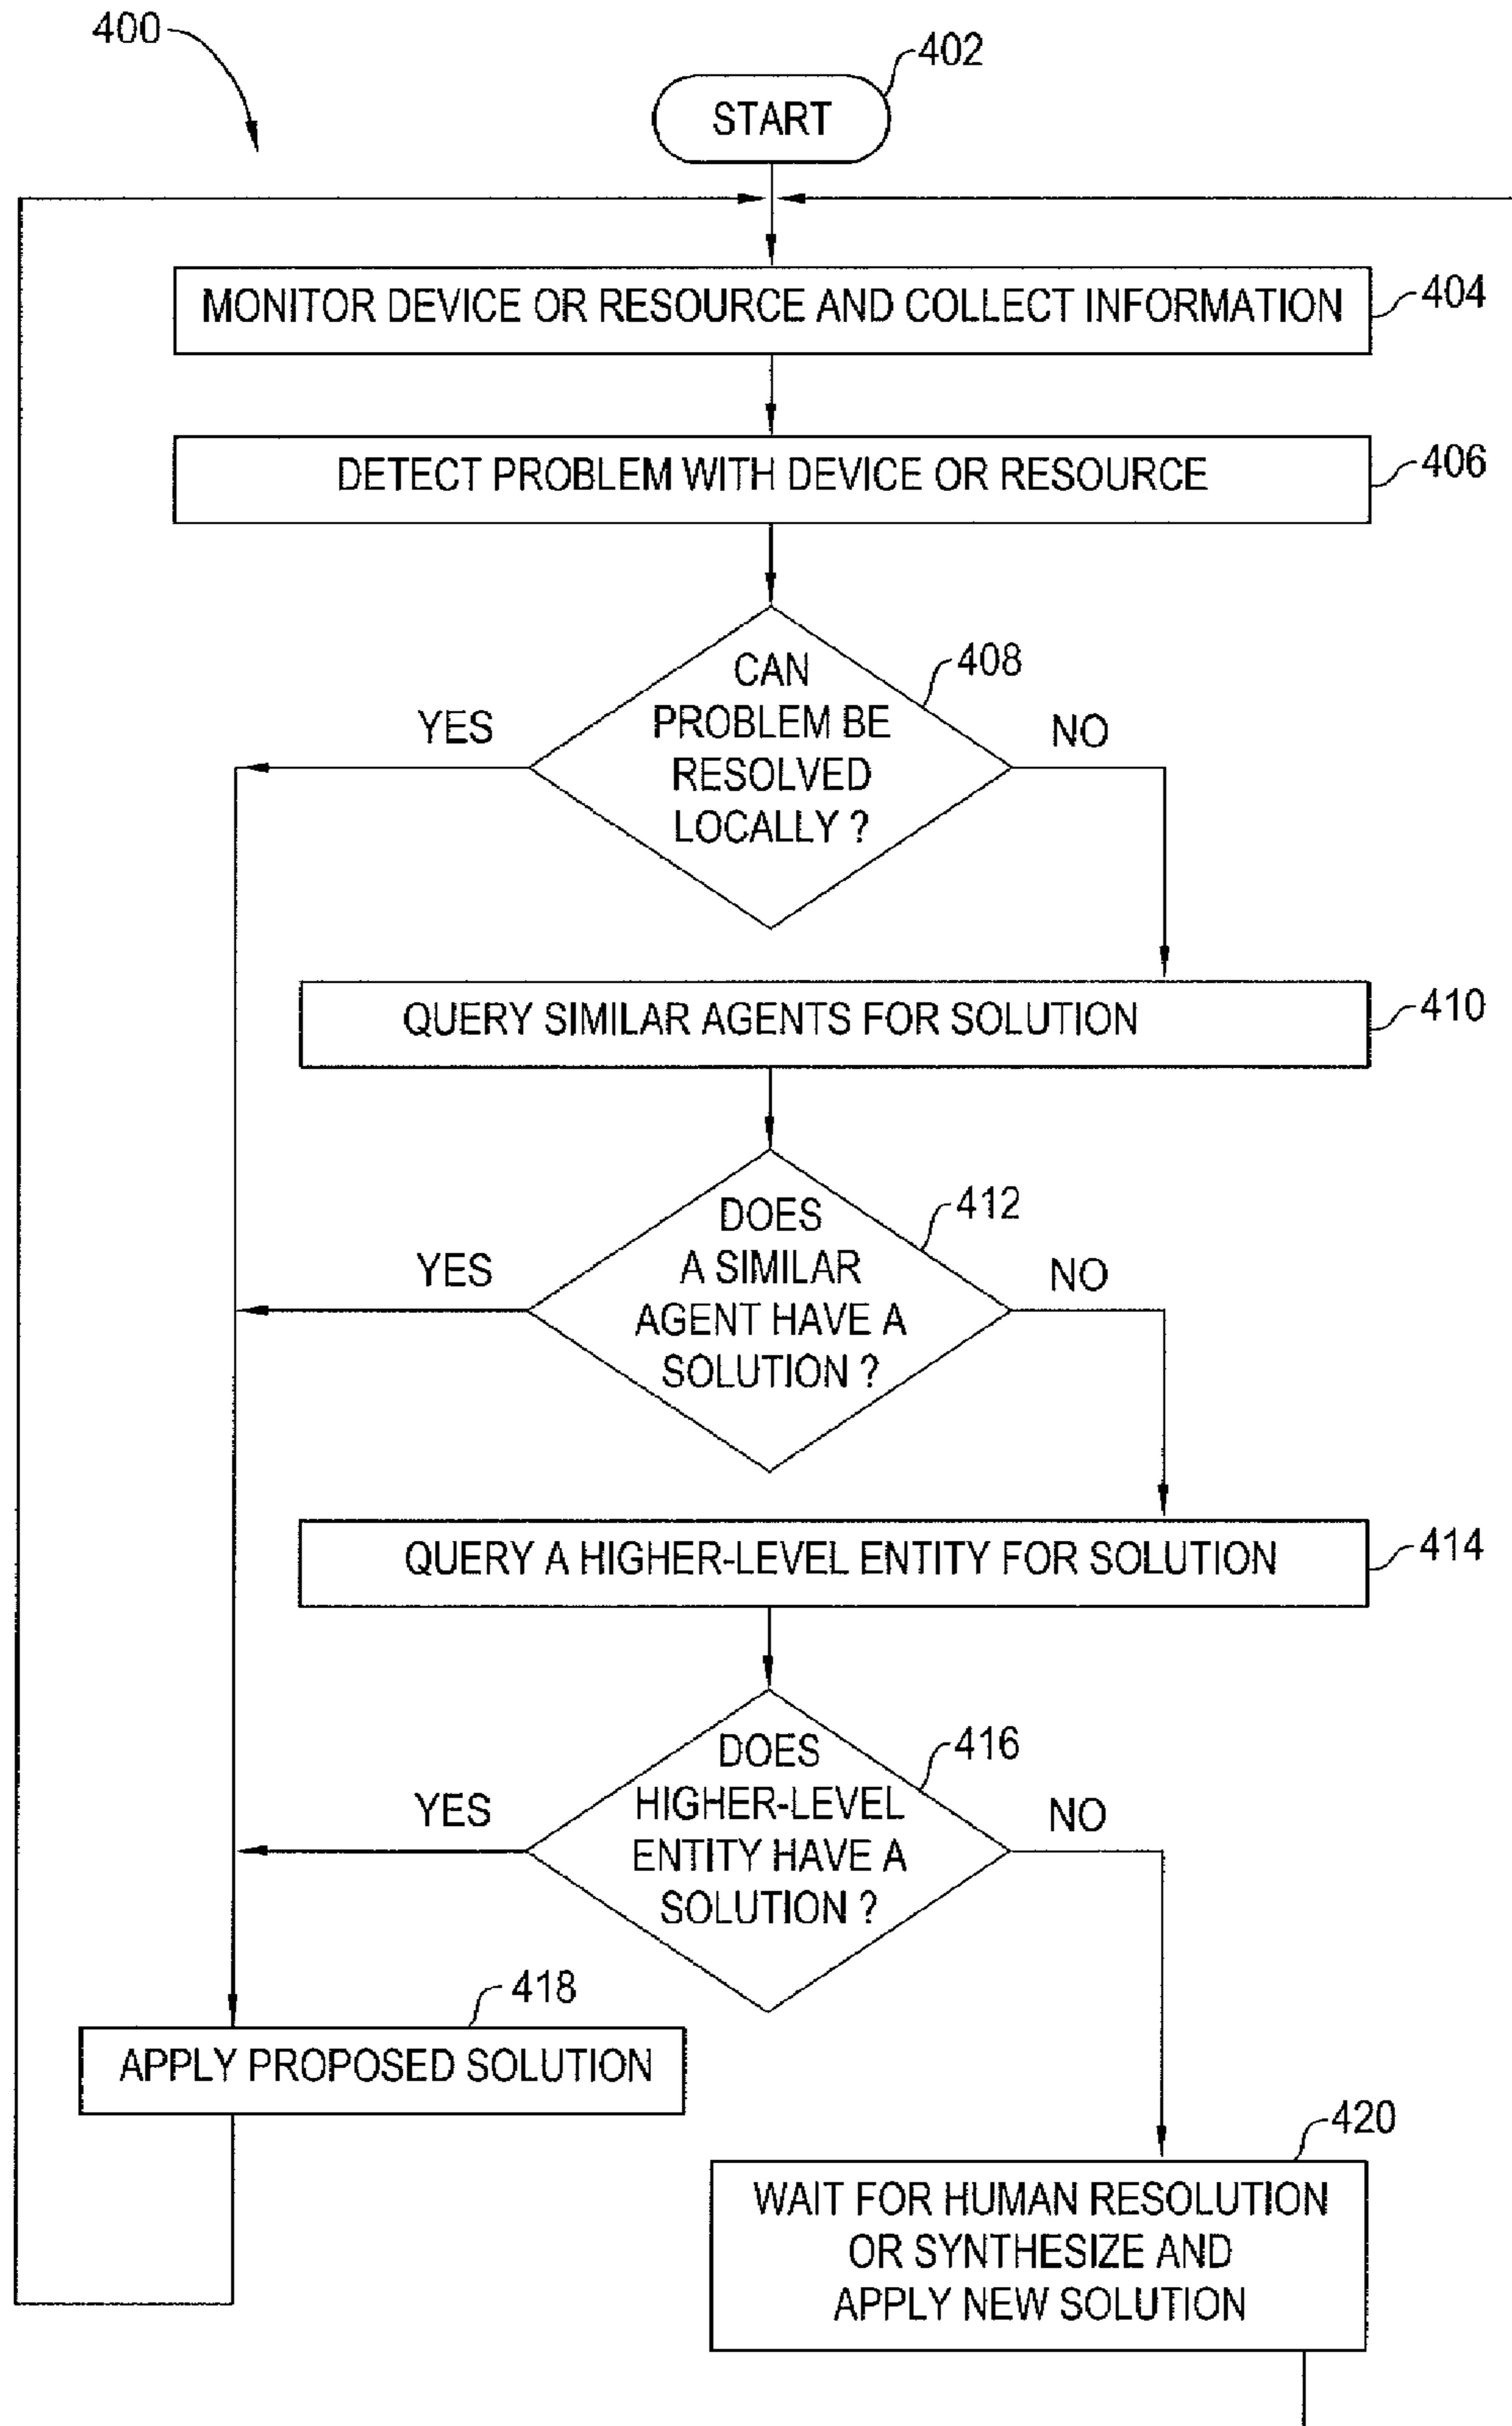 400
402
START
MONITOR DEVICE OR RESOURCE AND COLLECT INFORMATION
404
DETECT PROBLEM WITH DEVICE OR RESOURCE
406
408
CAN
PROBLEM BE
RESOLVED
LOCALLY ?
YES
NO
QUERY SIMILAR AGENTS FOR SOLUTION
410
412
DOES
A SIMILAR
AGENT HAVE A
SOLUTION ?
YES
NO
QUERY A HIGHER-LEVEL ENTITY FOR SOLUTION
414
416
DOES
HIGHER-LEVEL
ENTITY HAVE A
SOLUTION ?
YES
NO
418
APPLY PROPOSED SOLUTION
420
WAIT FOR HUMAN RESOLUTION
OR SYNTHESIZE AND
APPLY NEW SOLUTION